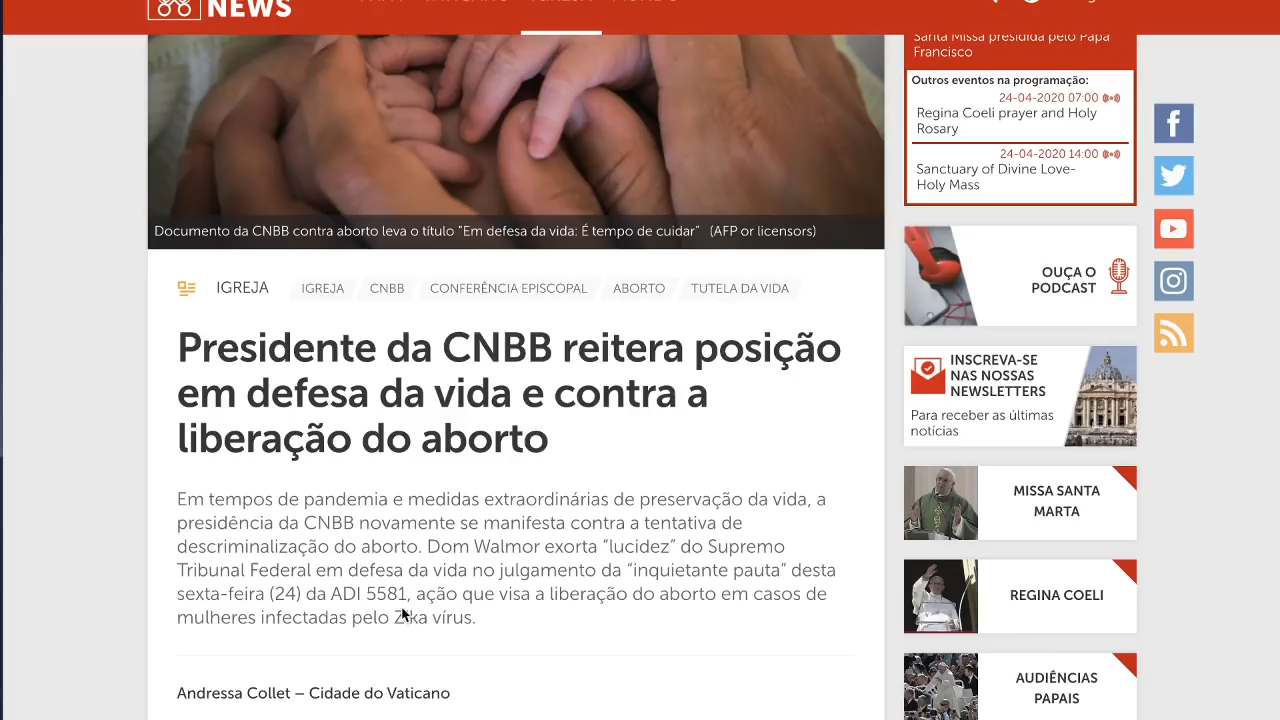 NEWS
Santa Missa presidida pelo Papa
Francisco
Outros eventos na programação:
24-04-2020 07:00
Regina Coeli prayer and Holy
Rosary
24-04-2020 14:00
Sanctuary of Divine Love-
Holy Mass
Documento da CNBB contra aborto leva o título "Em defesa da vida: É tempo de cuidar" (AFP or licensors)
IGREJA
IGREJA CNBB CONFERÊNCIA EPISCOPAL ABORTO TUTELA DA VIDA
Presidente da CNBB reitera posição
em defesa da vida e contra a
liberação do aborto
Em tempos de pandemia e medidas extraordinárias de preservação da vida, a
presidência da CNBB novamente se manifesta contra a tentativa de
descriminalização do aborto. Dom Walmor exorta "lucidez" do Supremo
Tribunal Federal em defesa da vida no julgamento da "inquietante pauta" desta
sexta-feira (24) da ADI 5581, ação que visa a liberação do aborto em casos de
mulheres infectadas pelo Zika vírus.
Andressa Collet – Cidade do Vaticano
OUÇA O
PODCAST
INSCREVA-SE
NAS NOSSAS
NEWSLETTERS
Para receber as últimas
notícias
MISSA SANTA
MARTA
REGINA COELI
AUDIÊNCIAS
PAPAIS